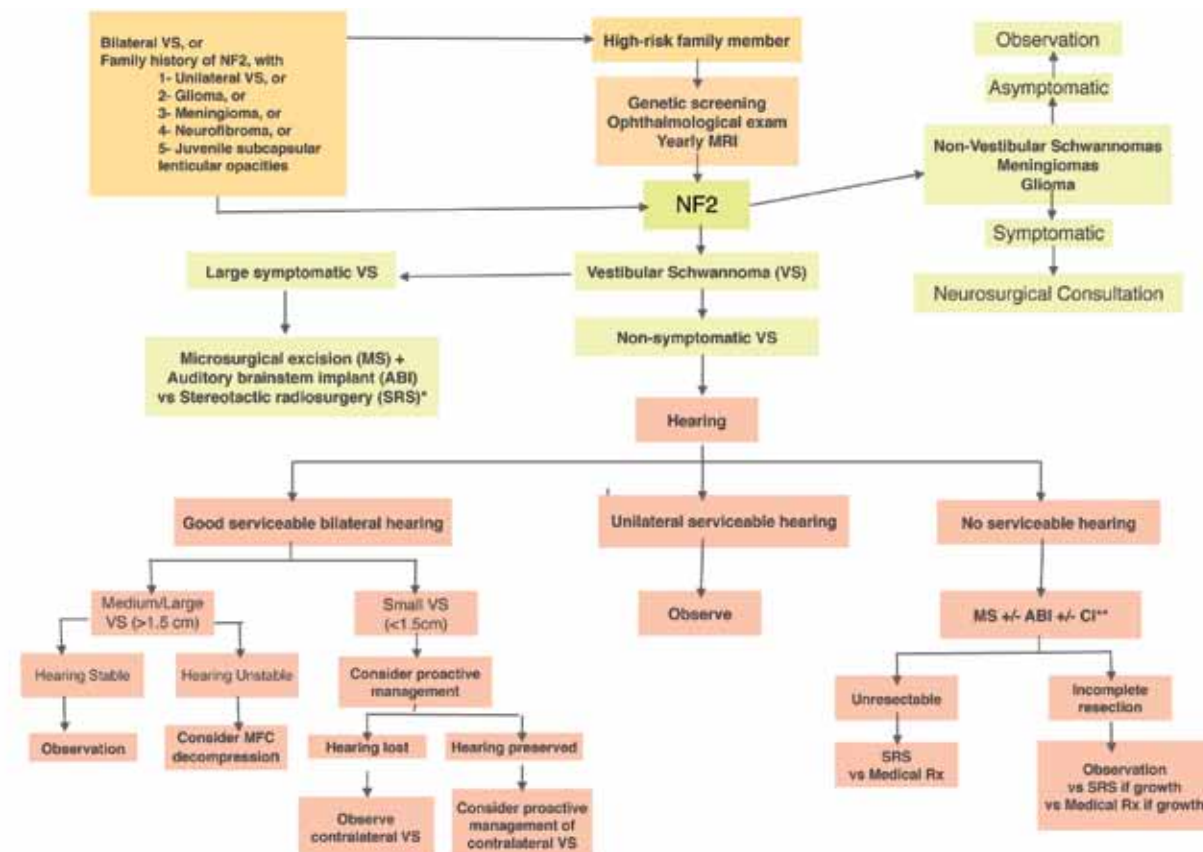 Bilateral VS, or
Family history of NF2, with
1- Unilateral VS, or
2- Glioma, or
3- Meningioma, or
4- Neurofibroma, or
5- Juvenile subcapsular
lenticular opacities
High-risk family member
Genetic screening
Ophthalmological exam
Yearly MRI
NF2
Observation
Asymptomatic
Non-Vestibular Schwannomas
Meningiomas
Glioma
Symptomatic
Neurosurgical Consultation
Large symptomatic VS
Vestibular Schwannoma (VS)
Microsurgical excision (MS) +
Auditory brainstem implant (ABI)
vs Stereotactic radiosurgery (SRS)*
Non-symptomatic VS
Hearing
Good serviceable bilateral hearing
Unilateral serviceable hearing
No serviceable hearing
Medium/Large
VS (>1.5 cm)
Small VS
(<1.5cm)
Observe
MS +/- ABI +/- CI**
Hearing Stable
Hearing Unstable
Consider proactive
management
Unresectable
Incomplete
resection
Observation
Consider MFC
decompression
Hearing lost
Hearing preserved
SRS
vs Medical Rx
Observation
vs SRS if growth
vs Medical Rx if growth
Observe
contralateral VS
Consider proactive
management of
contralateral VS